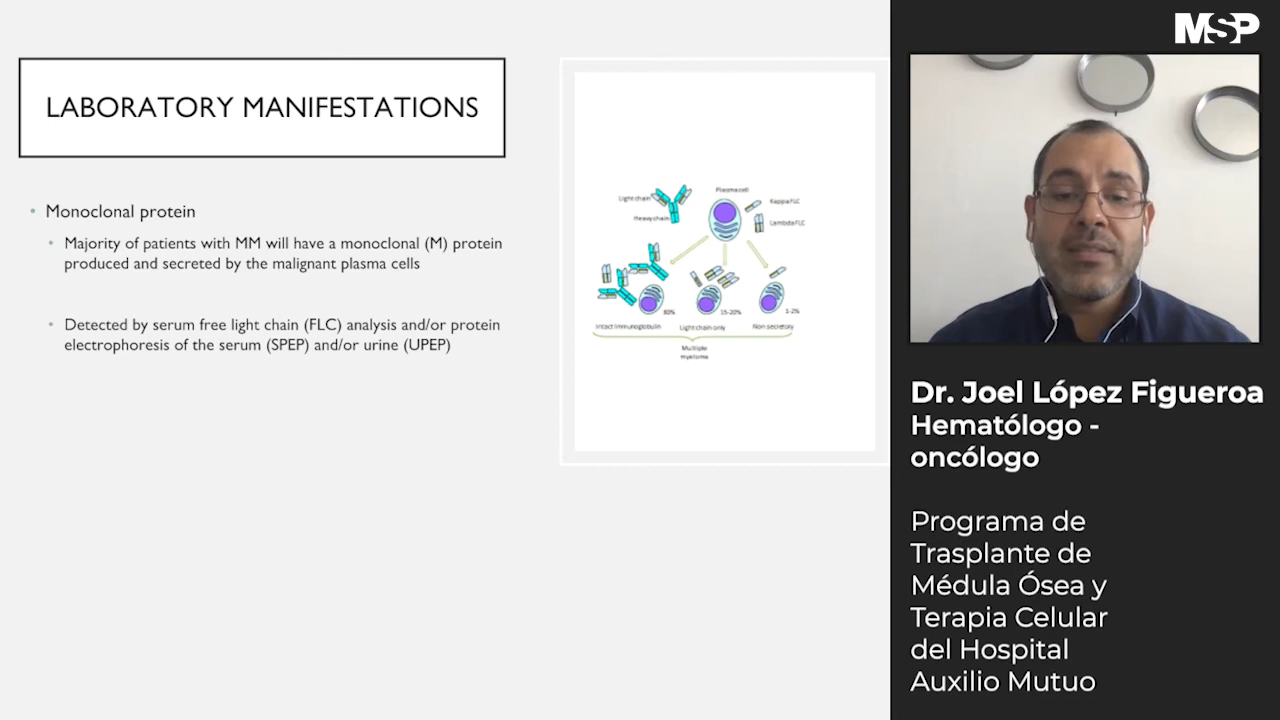 LABORATORY MANIFESTATIONS
• Monoclonal protein
• Majority of patients with MM will have a monoclonal (M) protein
produced and secreted by the malignant plasma cells
• Detected by serum free light chain (FLC) analysis and/or protein
electrophoresis of the serum (SPEP) and/or urine (UPEP)
Light chain
Heavy chain
Plasma cell
Kappa FLC
Lambda FLC
80%
15-20%
1-2%
Intact Immunoglobulin
Light chain only
Non secretory
Multiple
myeloma
MSP
Dr. Joel López Figueroa
Hematólogo -
oncólogo
Programa de
Trasplante de
Médula Ósea y
Terapia Celular
del Hospital
Auxilio Mutuo